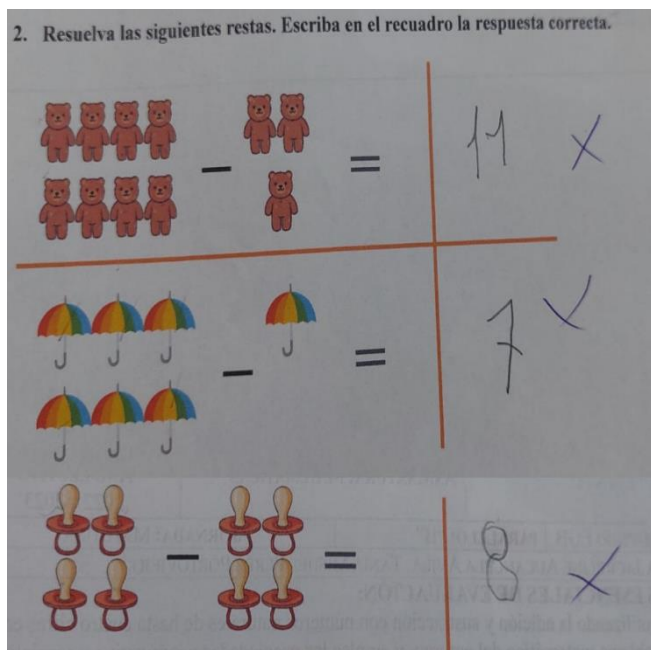 2. Resuelva las siguientes restas. Escriba en el recuadro la respuesta correcta.
− = 11 X
− = 7 X
− = 8 X